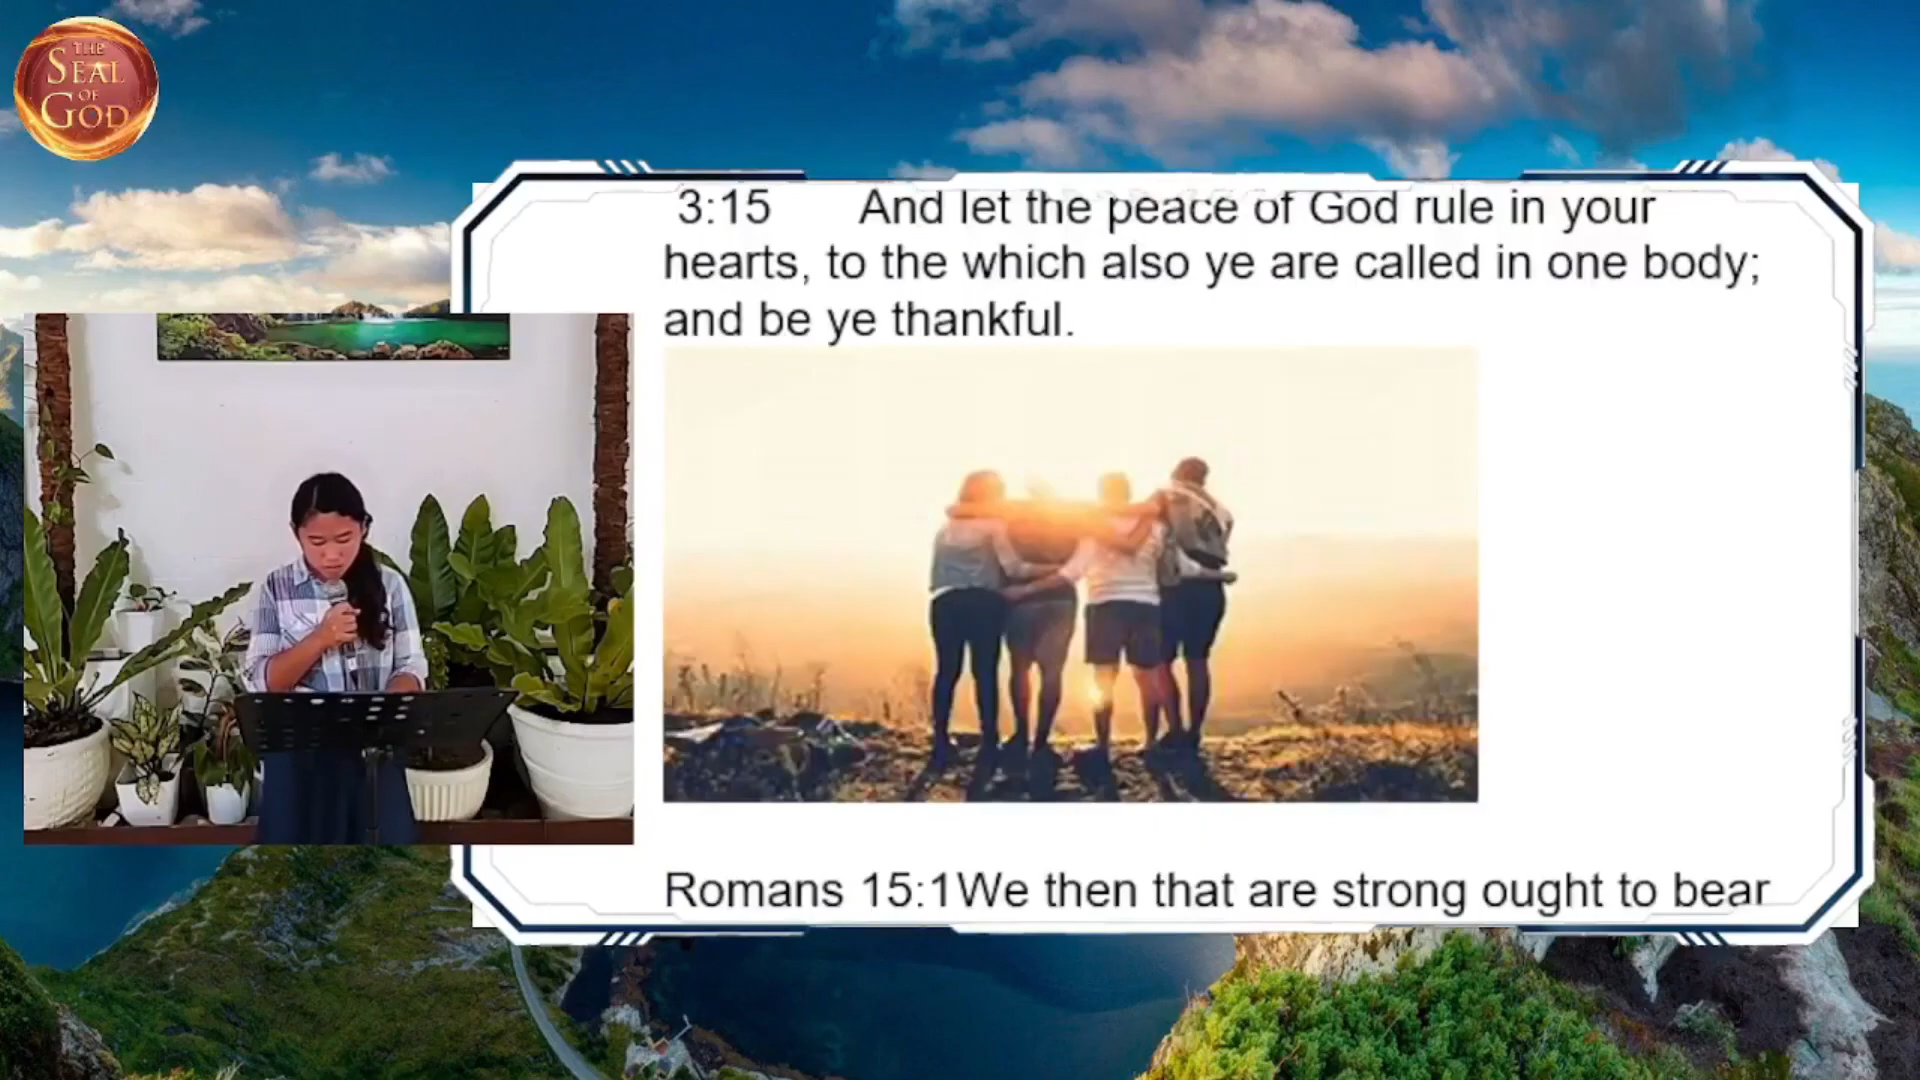 THE
SEAL
OF
GOD
3:15 And let the peace of God rule in your
hearts, to the which also ye are called in one body;
and be ye thankful.
Romans 15:1We then that are strong ought to bear